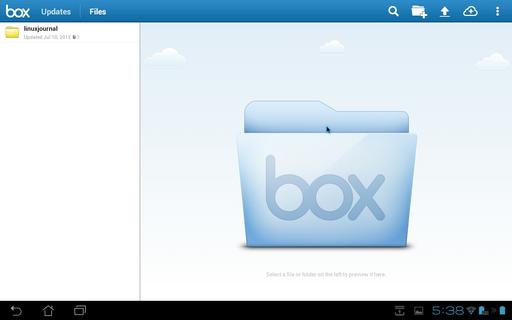 box Updates Files
linuxjournal
Updated Jul 10, 2013
box
Select a file or folder on the left to preview it here.
5:38